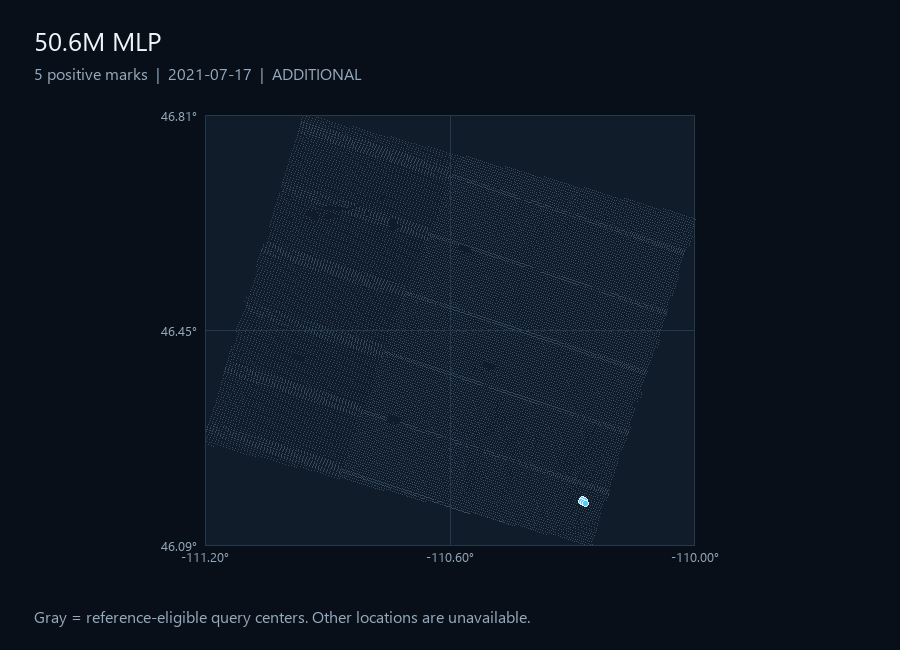 50.6M MLP
5 positive marks | 2021-07-17 | ADDITIONAL
46.81°
46.45°
46.09°
-111.20°
-110.60°
-110.00°
Gray = reference-eligible query centers. Other locations are unavailable.